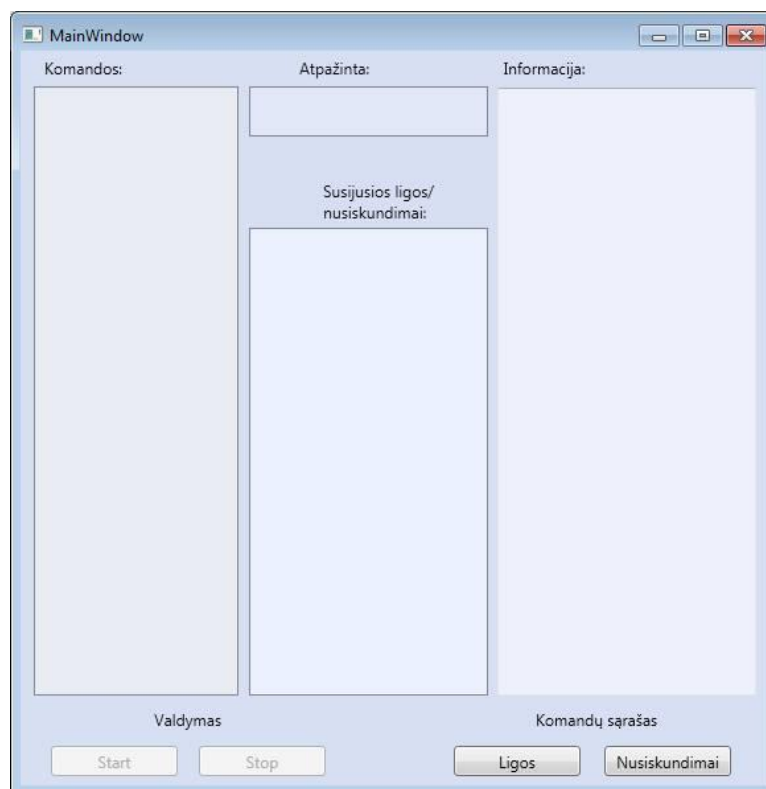 MainWindow
Komandos:
Atpažinta:
Informacija:
Susijusios ligos/
nusiskundimai:
Valdymas
Komandų sąrašas
Start
Stop
Ligos
Nusiskundimai